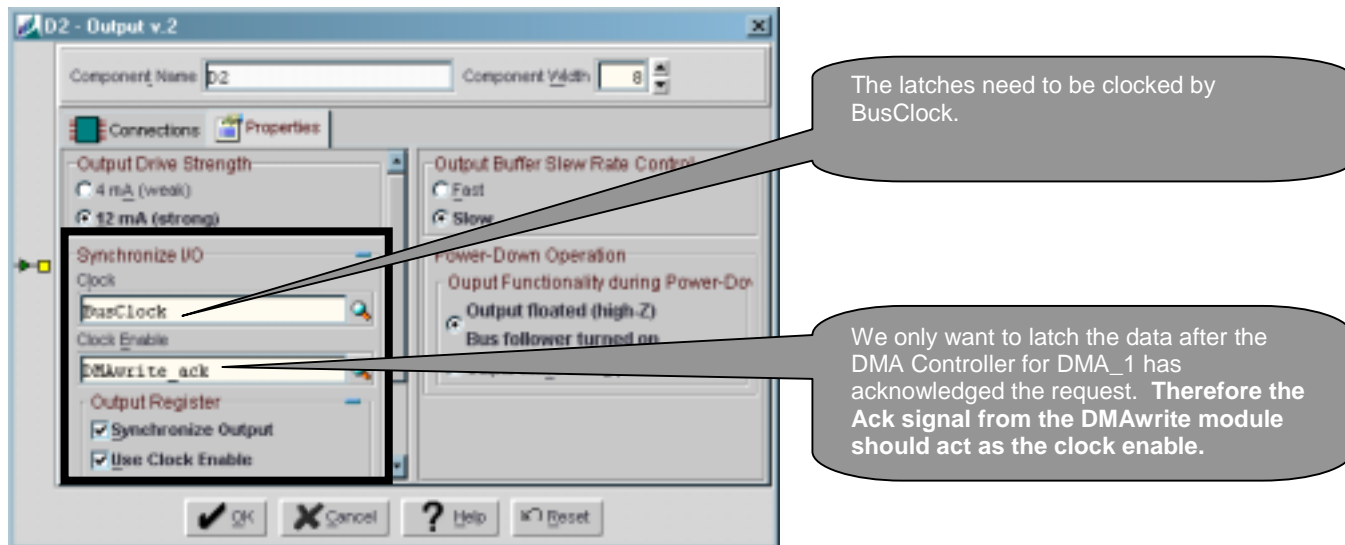 D2 - Output v.2
Component Name D2 Component Width 8
Connections Properties
Output Drive Strength
4 mA (weak)
12 mA (strong)
Synchronize I/O
Clock
BusClock
Clock Enable
DMAwrite_ack
Output Register
Synchronize Output
Use Clock Enable
Output Buffer Slew Rate Control
Fast
Slow
Power-Down Operation
Ouput Functionality during Power-Dov
Output floated (high-Z)
Bus follower turned on
OK Cancel Help Reset
The latches need to be clocked by
BusClock.
We only want to latch the data after the
DMA Controller for DMA_1 has
acknowledged the request. Therefore the
Ack signal from the DMAwrite module
should act as the clock enable.